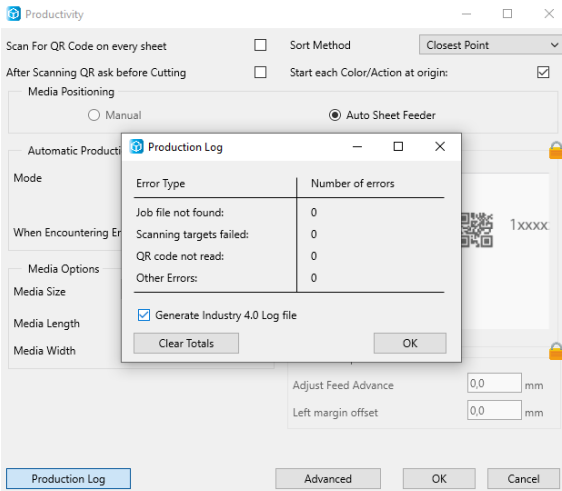 Productivity
Scan For QR Code on every sheet
Sort Method
Closest Point
After Scanning QR ask before Cutting
Start each Color/Action at origin:
Media Positioning
Manual
Auto Sheet Feeder
Automatic Producti
Mode
When Encountering Er
1xxxx
Media Options
Media Size
Media Length
Media Width
Production Log
Error Type
Number of errors
Job file not found:
0
Scanning targets failed:
0
QR code not read:
0
Other Errors:
0
Generate Industry 4.0 Log file
Clear Totals
OK
Adjust Feed Advance
0,0
mm
Left margin offset
0,0
mm
Production Log
Advanced
OK
Cancel